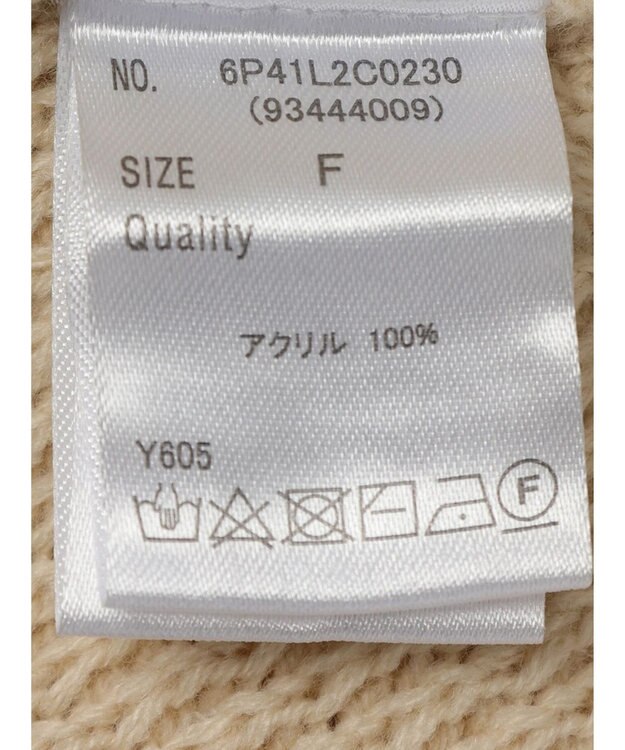 NO. 6P41L2C0230
(93444009)
SIZE F
Quality
アクリル 100%
Y605
F